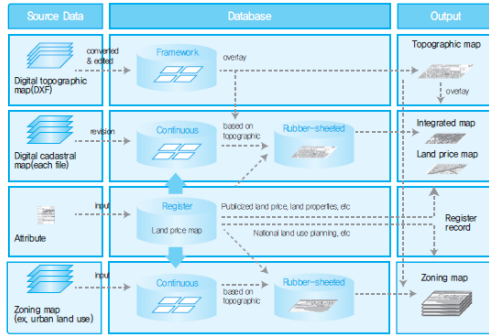 Source Data
Database
Output
Digital topographic
map(DXF)
converted
& edited
Framework
overlay
Topographic map
overlay
Digital cadastral
map(each file)
revision
Continuous
based on
topographic
Rubber-sheeted
Integrated map
Land price map
Attribute
input
Register
Land price map
Publicized land price, land properties, etc
National land use planning, etc
Register
record
Zoning map
(ex, urban land use)
input
Continuous
based on
topographic
Rubber-sheeted
Zoning map